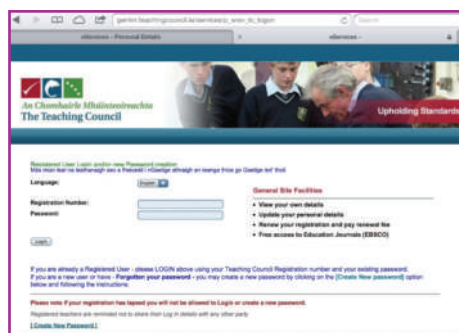 eServices - Personal Details
eServices -
An Chomhairle Mhúinteoireachta
The Teaching Council
Upholding Standards
Registered User Login and/or new Password creation
Language:
English
Registration Number:
Password:
Login
General Site Facilities
• View your own details
• Update your personal details
• Renew your registration and pay renewal fee
• Free access to Education Journals (EBSCO)
If you are already a Registered User - please LOGIN above using your Teaching Council Registration number and your existing password.
If you are a new user or have - Forgotten your password - you may create a new password by clicking on the [Create New password] option
below and following the instructions.
Please note if your registration has lapsed you will not be allowed to Login or create a new password.
Registered teachers are reminded not to share their Log in details with any other party.
[ Create New Password ]